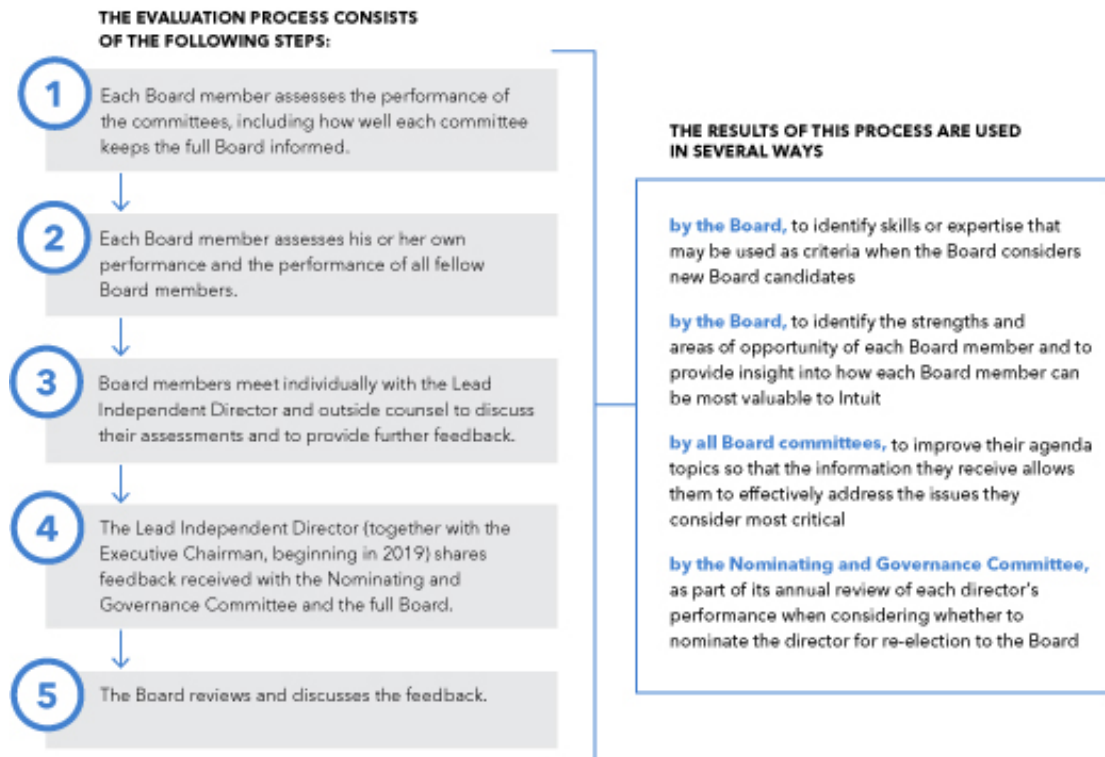 THE EVALUATION PROCESS CONSISTS
OF THE FOLLOWING STEPS:
1
Each Board member assesses the performance of
the committees, including how well each committee
keeps the full Board informed.
2
Each Board member assesses his or her own
performance and the performance of all fellow
Board members.
3
Board members meet individually with the Lead
Independent Director and outside counsel to discuss
their assessments and to provide further feedback.
4
The Lead Independent Director (together with the
Executive Chairman, beginning in 2019) shares
feedback received with the Nominating and
Governance Committee and the full Board.
5
The Board reviews and discusses the feedback.
THE RESULTS OF THIS PROCESS ARE USED
IN SEVERAL WAYS
by the Board, to identify skills or expertise that
may be used as criteria when the Board considers
new Board candidates
by the Board, to identify the strengths and
areas of opportunity of each Board member and to
provide insight into how each Board member can
be most valuable to Intuit
by all Board committees, to improve their agenda
topics so that the information they receive allows
them to effectively address the issues they
consider most critical
by the Nominating and Governance Committee,
as part of its annual review of each director's
performance when considering whether to
nominate the director for re-election to the Board